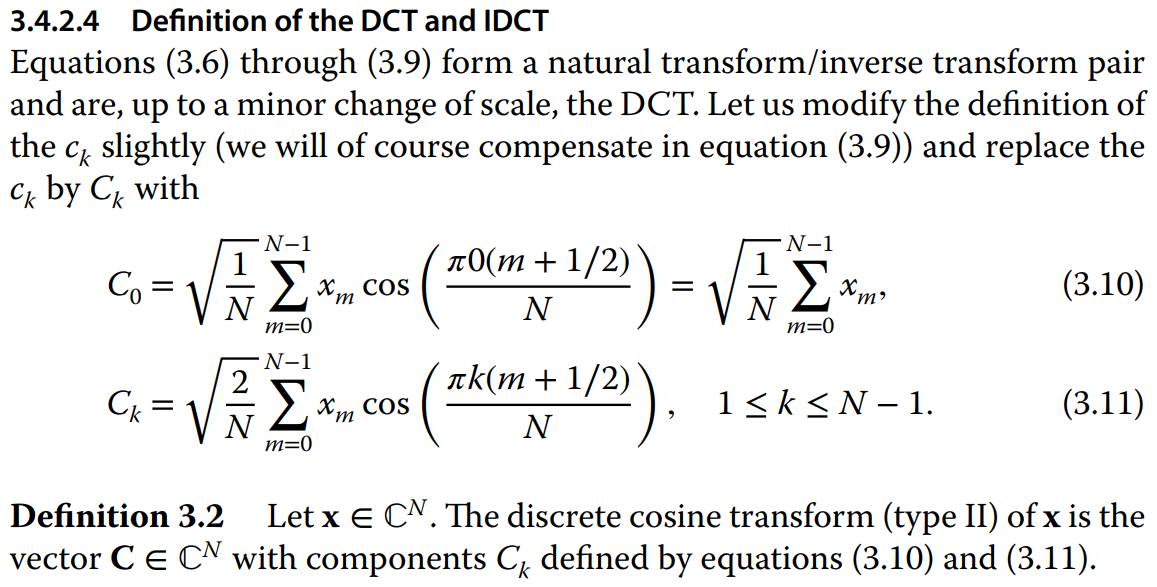 3.4.2.4 Definition of the DCT and IDCT
Equations (3.6) through (3.9) form a natural transform/inverse transform pair
and are, up to a minor change of scale, the DCT. Let us modify the definition of
the $c_k$ slightly (we will of course compensate in equation (3.9)) and replace the
$c_k$ by $C_k$ with
$C_0 = \sqrt{\frac{1}{N}} \sum_{m=0}^{N-1} x_m \cos\left(\frac{\pi 0(m + 1/2)}{N}\right) = \sqrt{\frac{1}{N}} \sum_{m=0}^{N-1} x_m,$ (3.10)
$C_k = \sqrt{\frac{2}{N}} \sum_{m=0}^{N-1} x_m \cos\left(\frac{\pi k(m + 1/2)}{N}\right), \quad 1 \le k \le N - 1.$ (3.11)
Definition 3.2 Let $\mathbf{x} \in \mathbb{C}^N$. The discrete cosine transform (type II) of $\mathbf{x}$ is the
vector $\mathbf{C} \in \mathbb{C}^N$ with components $C_k$ defined by equations (3.10) and (3.11).